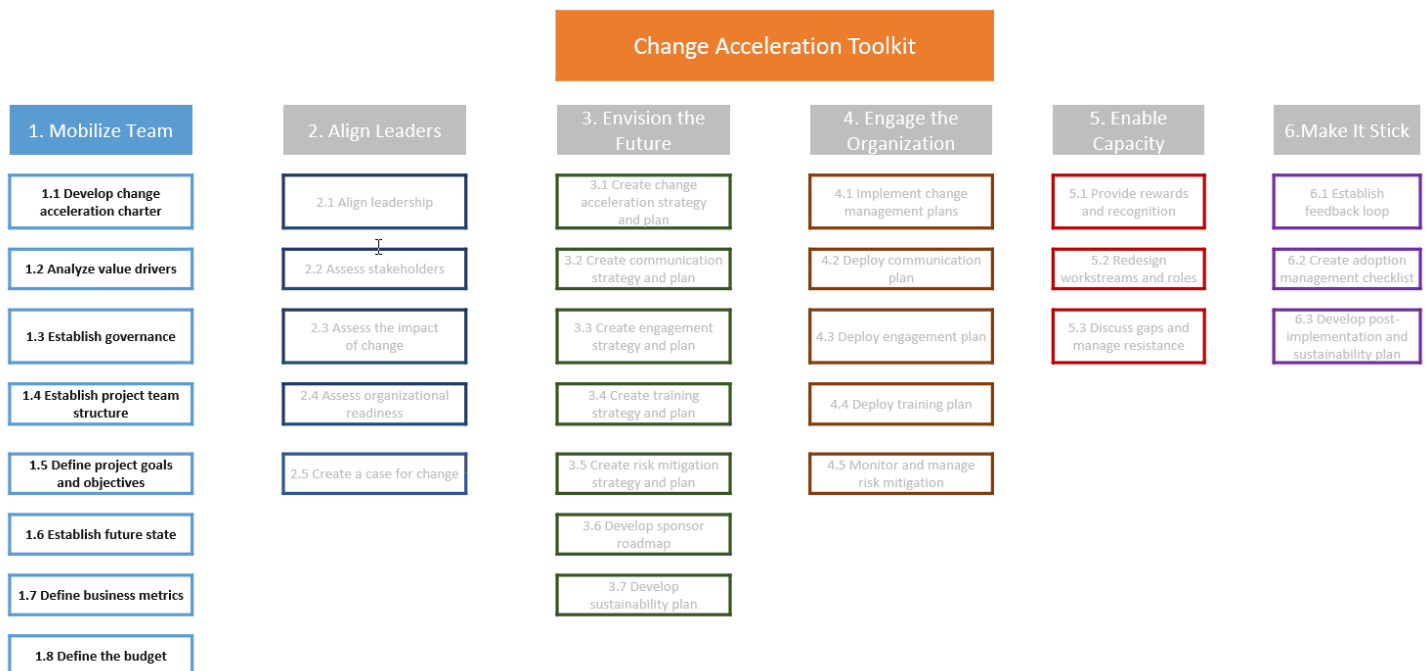 Change Acceleration Toolkit
1. Mobilize Team
1.1 Develop change
acceleration charter
1.2 Analyze value drivers
1.3 Establish governance
1.4 Establish project team
structure
1.5 Define project goals
and objectives
1.6 Establish future state
1.7 Define business metrics
1.8 Define the budget
2. Align Leaders
2.1 Align leadership
2.2 Assess stakeholders
2.3 Assess the impact
of change
2.4 Assess organizational
readiness
2.5 Create a case for change
3. Envision the
Future
3.1 Create change
acceleration strategy
and plan
3.2 Create communication
strategy and plan
3.3 Create engagement
strategy and plan
3.4 Create training
strategy and plan
3.5 Create risk mitigation
strategy and plan
3.6 Develop sponsor
roadmap
3.7 Develop
sustainability plan
4. Engage the
Organization
4.1 Implement change
management plans
4.2 Deploy communication
plan
4.3 Deploy engagement plan
4.4 Deploy training plan
4.5 Monitor and manage
risk mitigation
5. Enable
Capacity
5.1 Provide rewards
and recognition
5.2 Redesign
workstreams and roles
5.3 Discuss gaps and
manage resistance
6.Make It Stick
6.1 Establish
feedback loop
6.2 Create adoption
management checklist
6.3 Develop post-
implementation and
sustainability plan